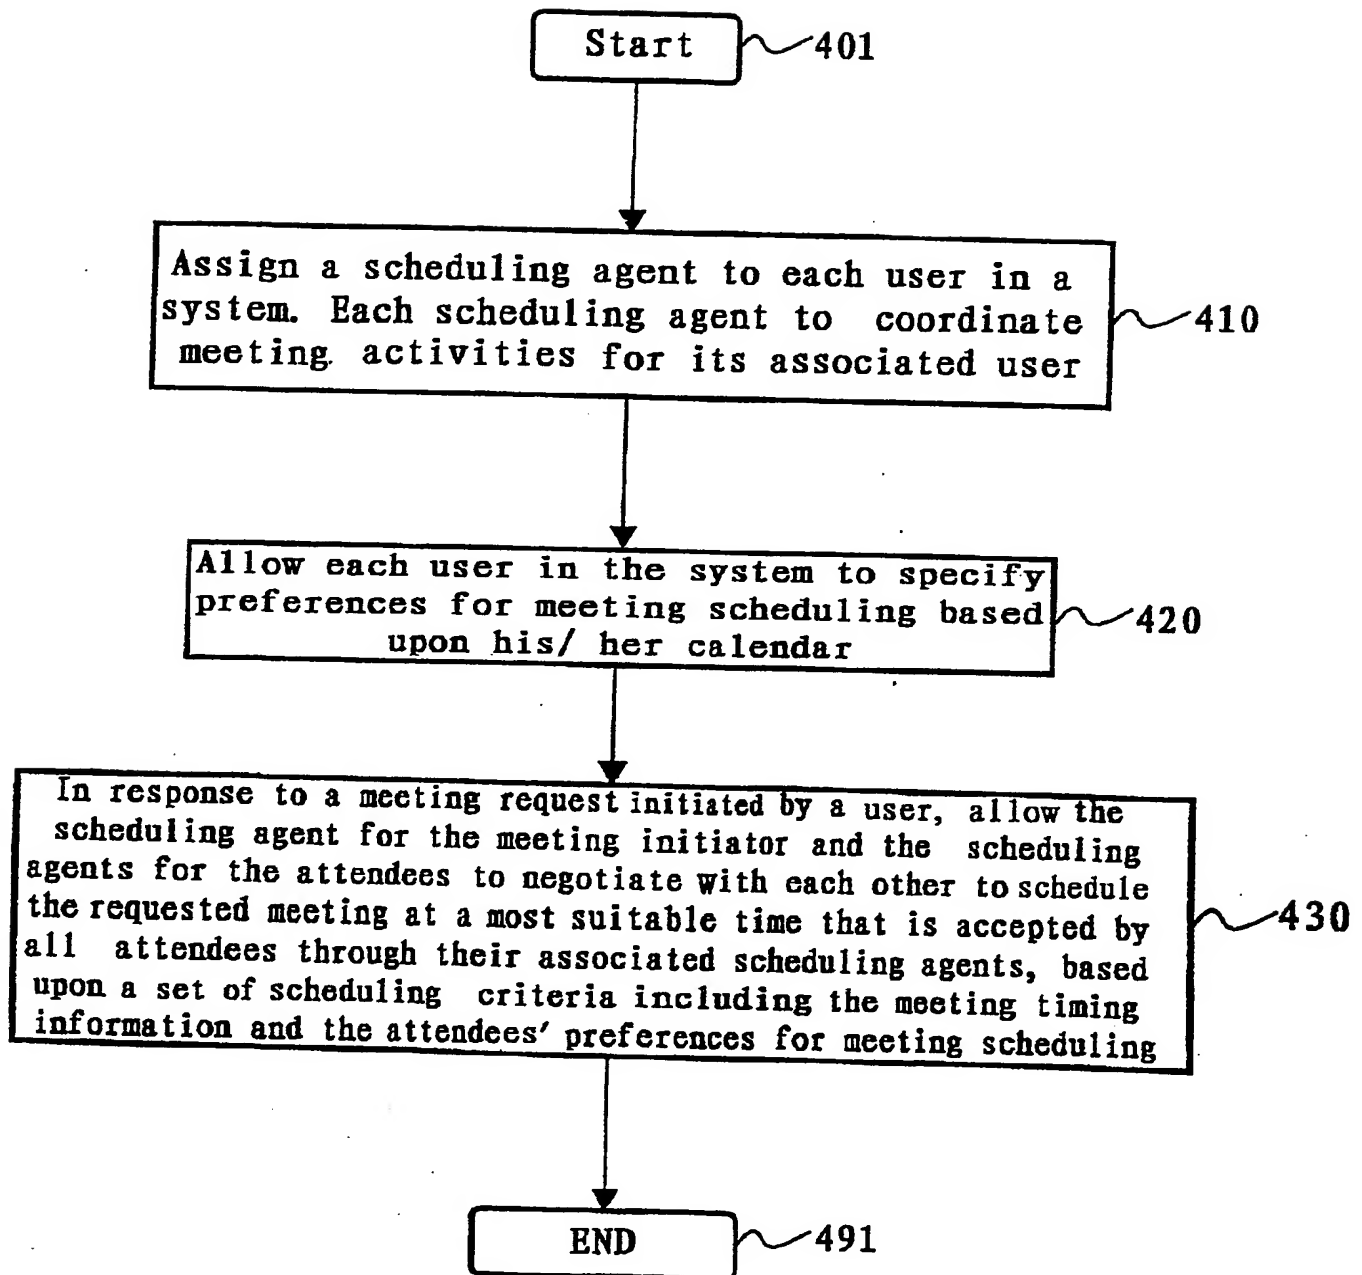 Start
401
Assign a scheduling agent to each user in a
system. Each scheduling agent to coordinate
meeting activities for its associated user
410
Allow each user in the system to specify
preferences for meeting scheduling based
upon his/ her calendar
420
In response to a meeting request initiated by a user, allow the
scheduling agent for the meeting initiator and the scheduling
agents for the attendees to negotiate with each other to schedule
the requested meeting at a most suitable time that is accepted by
all attendees through their associated scheduling agents, based
upon a set of scheduling criteria including the meeting timing
information and the attendees' preferences for meeting scheduling
430
END
491